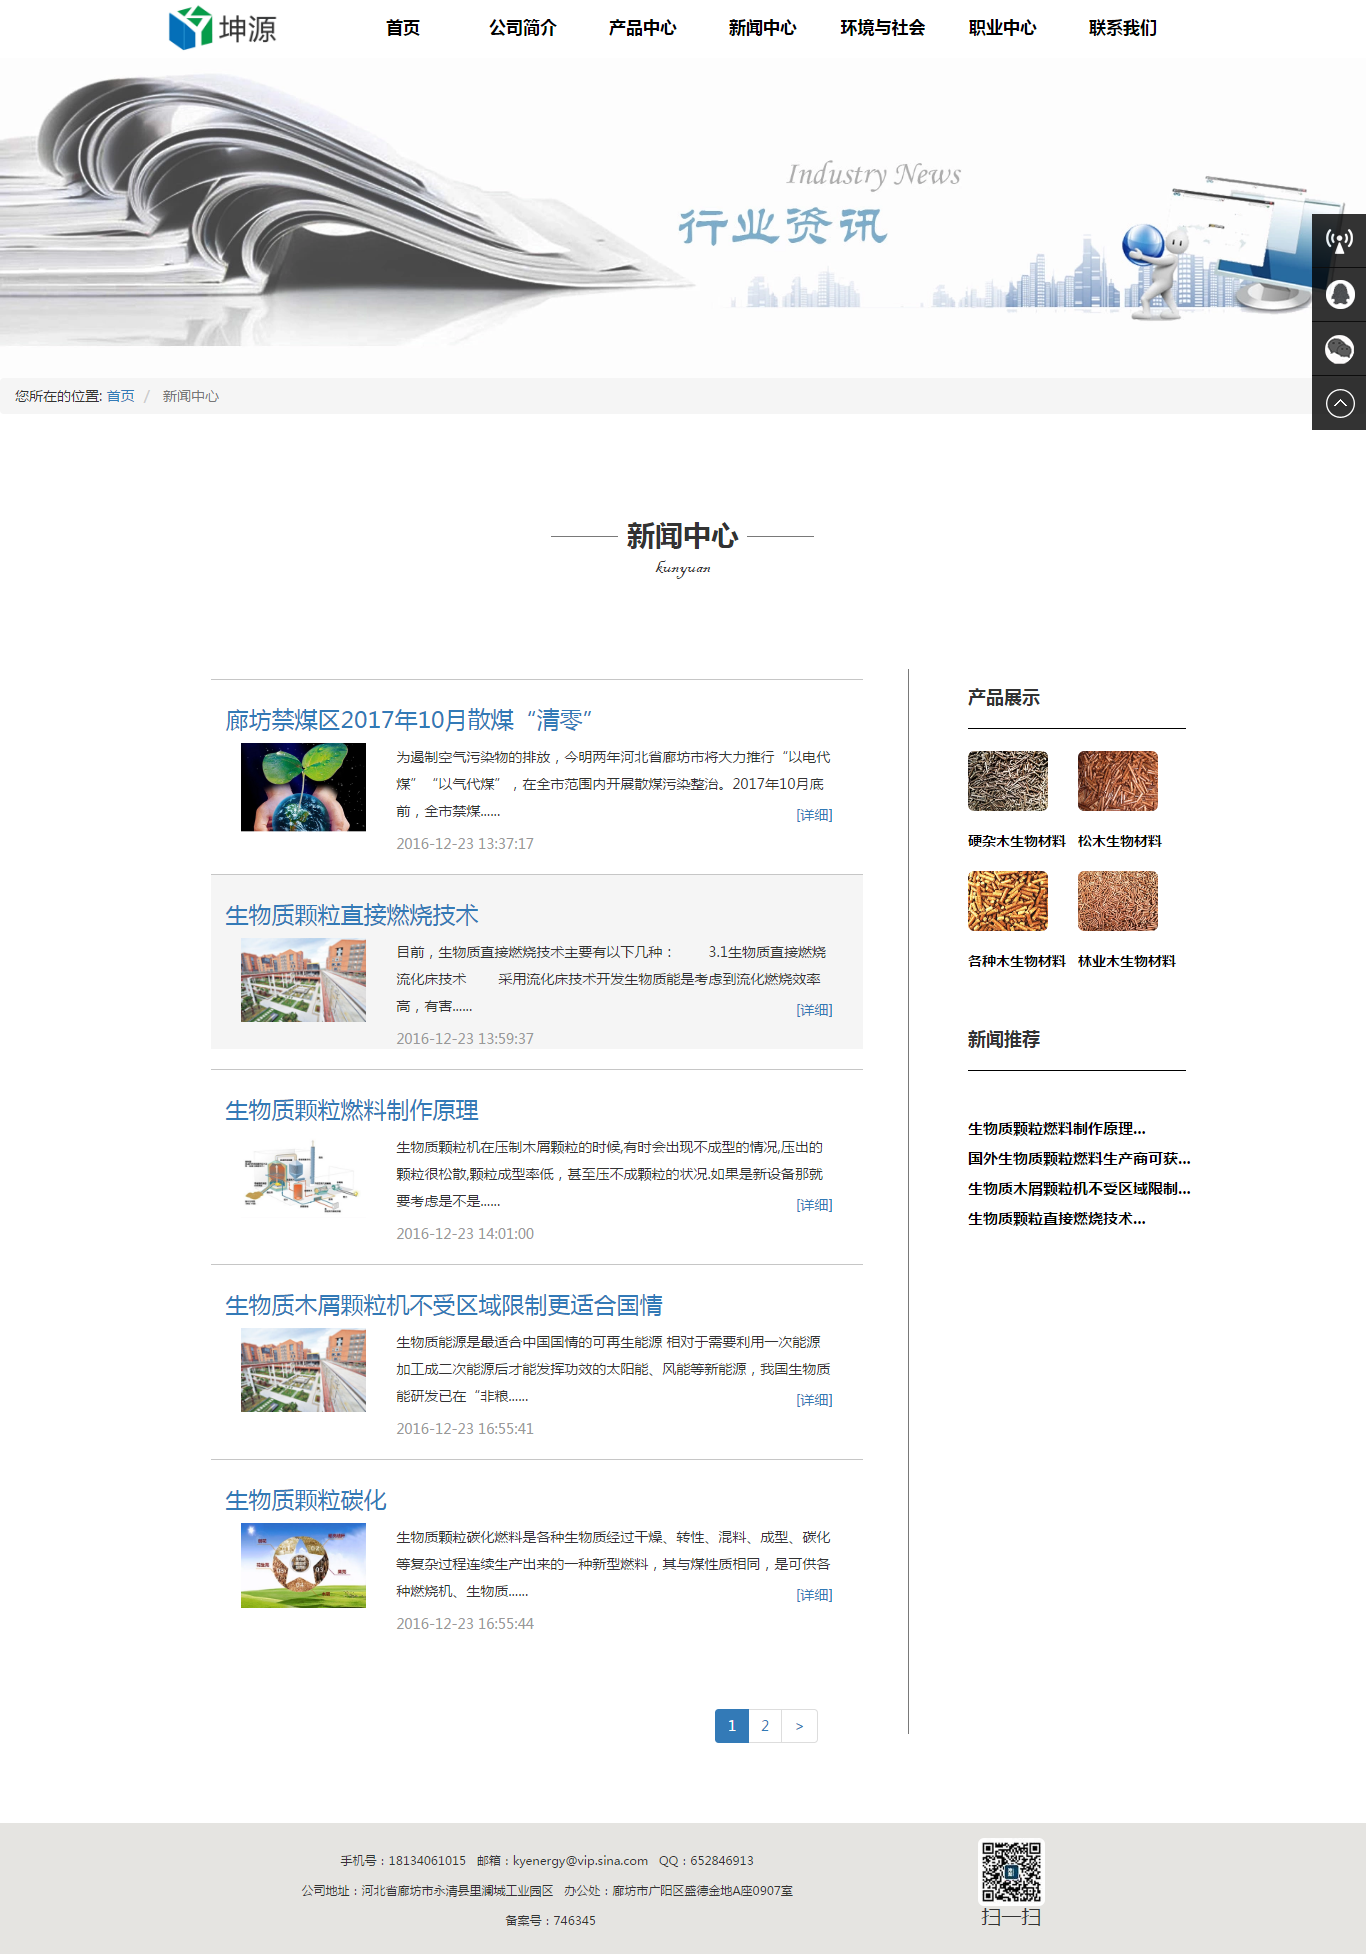 坤源
首页 公司简介 产品中心 新闻中心 环境与社会 职业中心 联系我们
Industry News
行业资讯
您所在的位置: 首页 / 新闻中心
新闻中心
kunyuan
廊坊禁煤区2017年10月散煤“清零”
为遏制空气污染物的排放，今明两年河北省廊坊市将大力推行“以电代
煤”“以气代煤”，在全市范围内开展散煤污染整治。2017年10月底
前，全市禁煤......
[详细]
2016-12-23 13:37:17
生物质颗粒直接燃烧技术
目前，生物质直接燃烧技术主要有以下几种： 3.1生物质直接燃烧
流化床技术 采用流化床技术开发生物质能是考虑到流化燃烧效率
高，有害......
[详细]
2016-12-23 13:59:37
生物质颗粒燃料制作原理
生物质颗粒机在压制木屑颗粒的时候,有时会出现不成型的情况,压出的
颗粒很松散,颗粒成型率低，甚至压不成颗粒的状况.如果是新设备那就
要考虑是不是......
[详细]
2016-12-23 14:01:00
生物质木屑颗粒机不受区域限制更适合国情
生物质能源是最适合中国国情的可再生能源 相对于需要利用一次能源
加工成二次能源后才能发挥功效的太阳能、风能等新能源，我国生物质
能研发已在“非粮......
[详细]
2016-12-23 16:55:41
生物质颗粒碳化
生物质颗粒碳化燃料是各种生物质经过干燥、转性、混料、成型、碳化
等复杂过程连续生产出来的一种新型燃料，其与煤性质相同，是可供各
种燃烧机、生物质......
[详细]
2016-12-23 16:55:44
1 2 >
产品展示
硬杂木生物材料 松木生物材料
各种木生物材料 林业木生物材料
新闻推荐
生物质颗粒燃料制作原理...
国外生物质颗粒燃料生产商可获...
生物质木屑颗粒机不受区域限制...
生物质颗粒直接燃烧技术...
手机号：18134061015 邮箱：kyenergy@vip.sina.com QQ：652846913
公司地址：河北省廊坊市永清县里澜城工业园区 办公处：廊坊市广阳区盛德金地A座0907室
备案号：746345
扫一扫